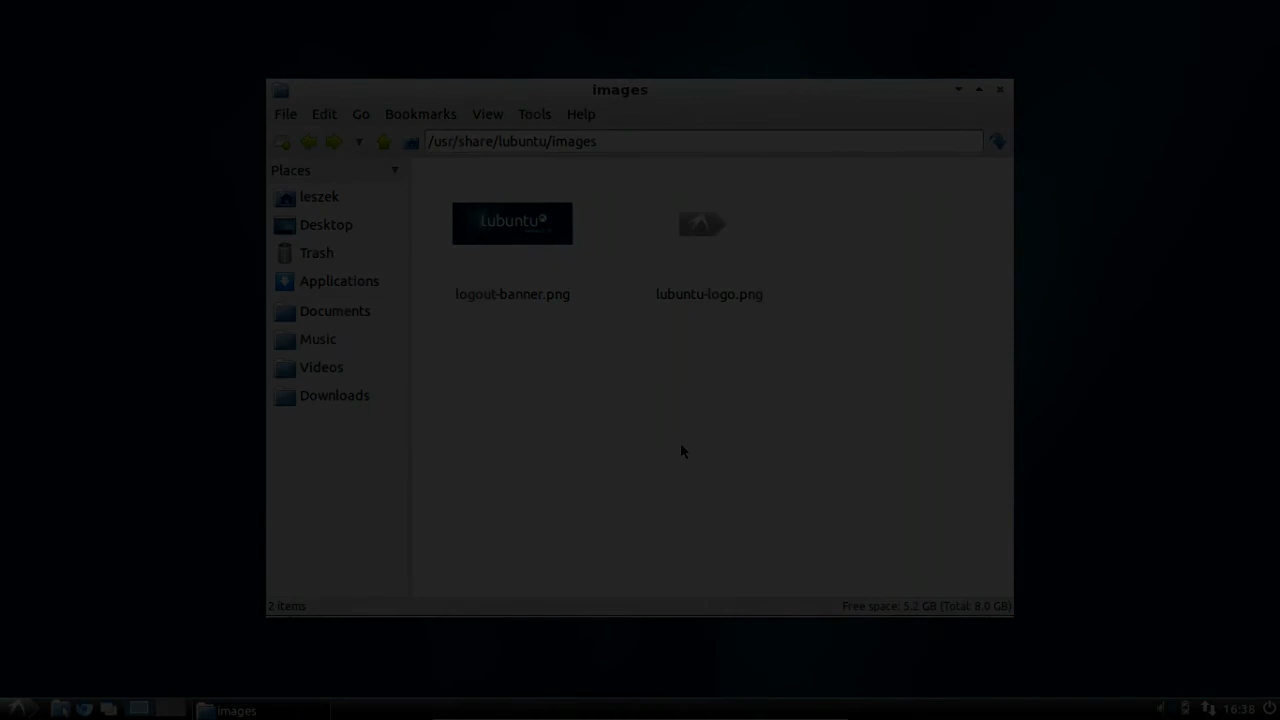 images
File Edit Go Bookmarks View Tools Help
/usr/share/lubuntu/images
Places
leszek
Desktop
Trash
Applications
Documents
Music
Videos
Downloads
lubuntu
logout-banner.png
lubuntu-logo.png
2 items
Free space: 5.2 GB (Total: 8.0 GB)
images
16:38